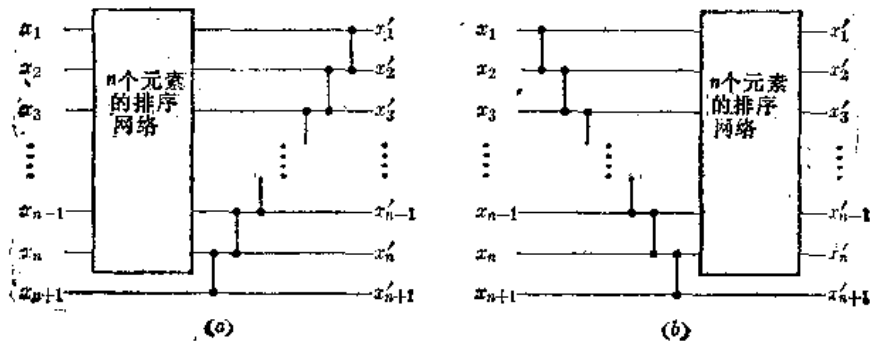 x₁ x′₁ x₁ x′₁
x₂ x′₂ x₂ x′₂
n个元素 n个元素
的排序 的排序
x₃ x′₃ x₃ x′₃
网络 网络
xₙ₋₁ x′ₙ₋₁ xₙ₋₁ x′ₙ₋₁
xₙ x′ₙ xₙ x′ₙ
xₙ₊₁ x′ₙ₊₁ xₙ₊₁ x′ₙ₊₁
(a) (b)